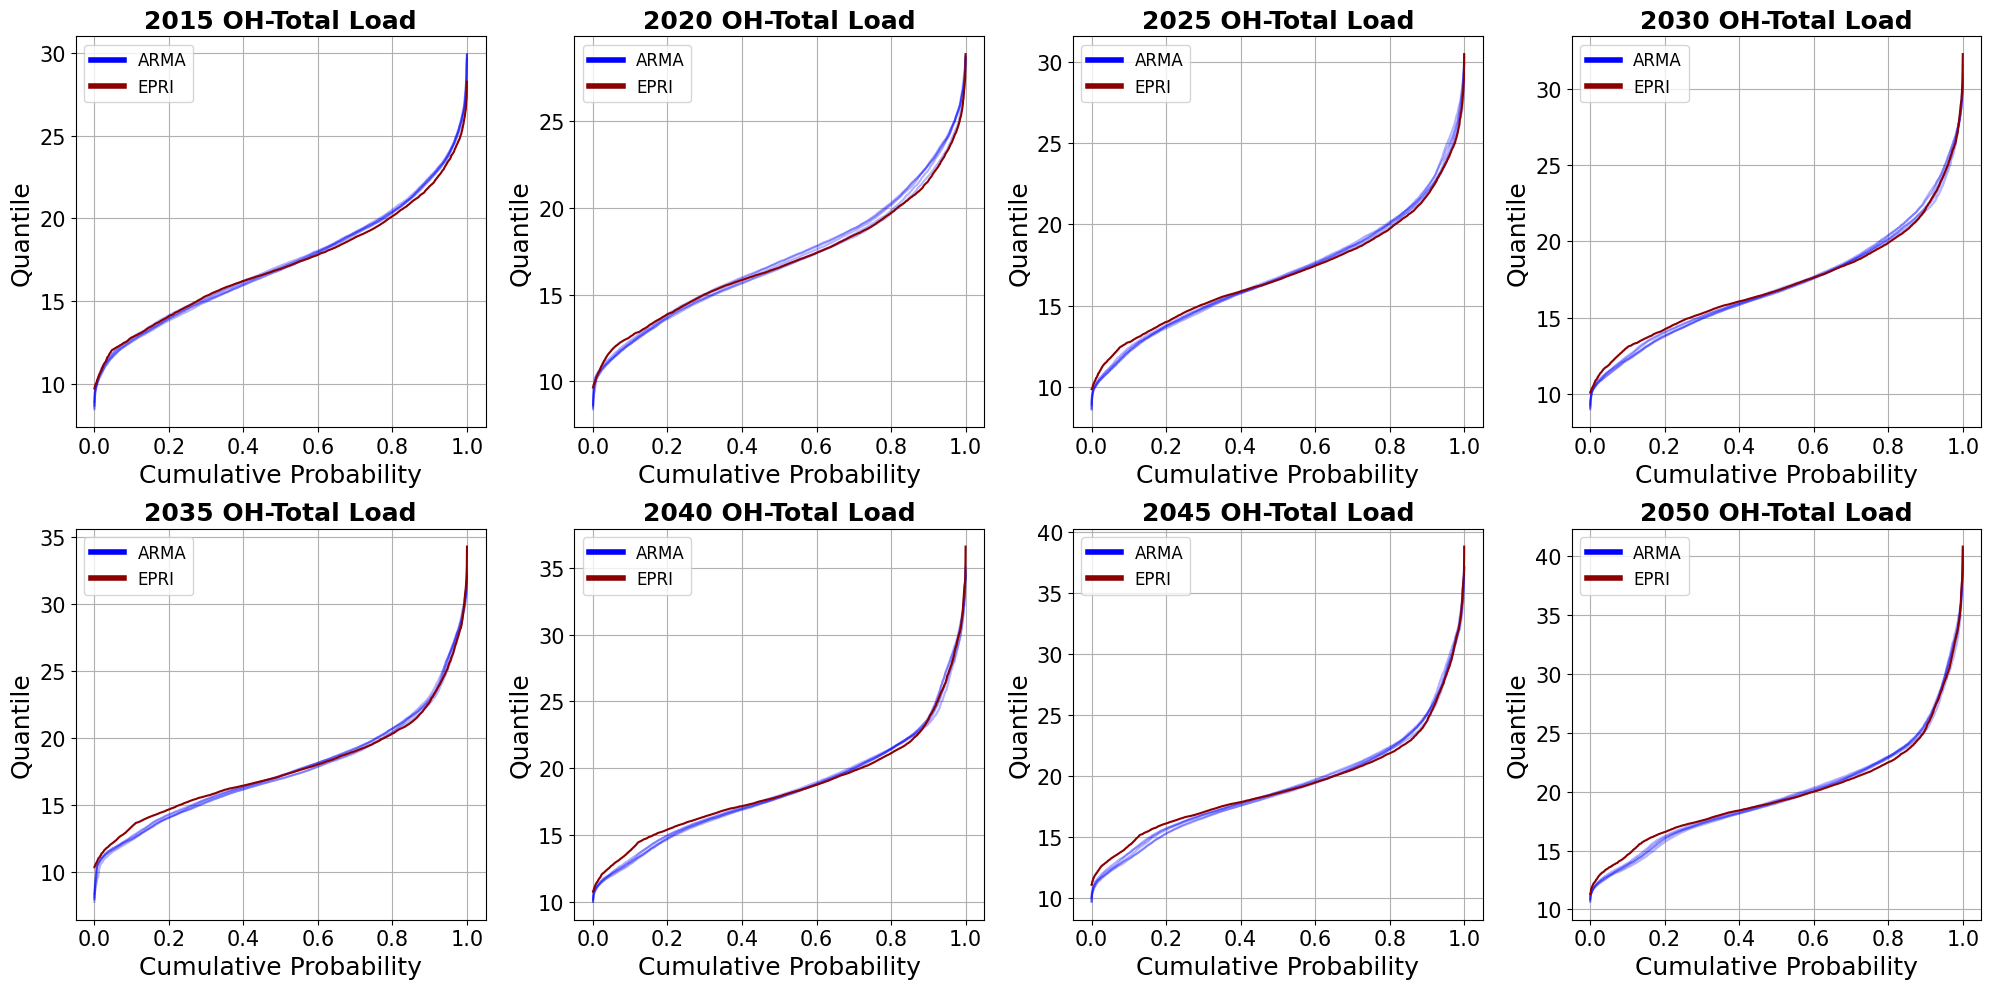 2015 OH-Total Load
2020 OH-Total Load
2025 OH-Total Load
2030 OH-Total Load
30
25
20
15
10
Quantile
ARMA
EPRI
0.0 0.2 0.4 0.6 0.8 1.0
Cumulative Probability
25
20
15
10
Quantile
ARMA
EPRI
0.0 0.2 0.4 0.6 0.8 1.0
Cumulative Probability
30
25
20
15
10
Quantile
ARMA
EPRI
0.0 0.2 0.4 0.6 0.8 1.0
Cumulative Probability
30
25
20
15
10
Quantile
ARMA
EPRI
0.0 0.2 0.4 0.6 0.8 1.0
Cumulative Probability
2035 OH-Total Load
2040 OH-Total Load
2045 OH-Total Load
2050 OH-Total Load
35
30
25
20
15
10
Quantile
ARMA
EPRI
0.0 0.2 0.4 0.6 0.8 1.0
Cumulative Probability
35
30
25
20
15
10
Quantile
ARMA
EPRI
0.0 0.2 0.4 0.6 0.8 1.0
Cumulative Probability
40
35
30
25
20
15
10
Quantile
ARMA
EPRI
0.0 0.2 0.4 0.6 0.8 1.0
Cumulative Probability
40
35
30
25
20
15
10
Quantile
ARMA
EPRI
0.0 0.2 0.4 0.6 0.8 1.0
Cumulative Probability